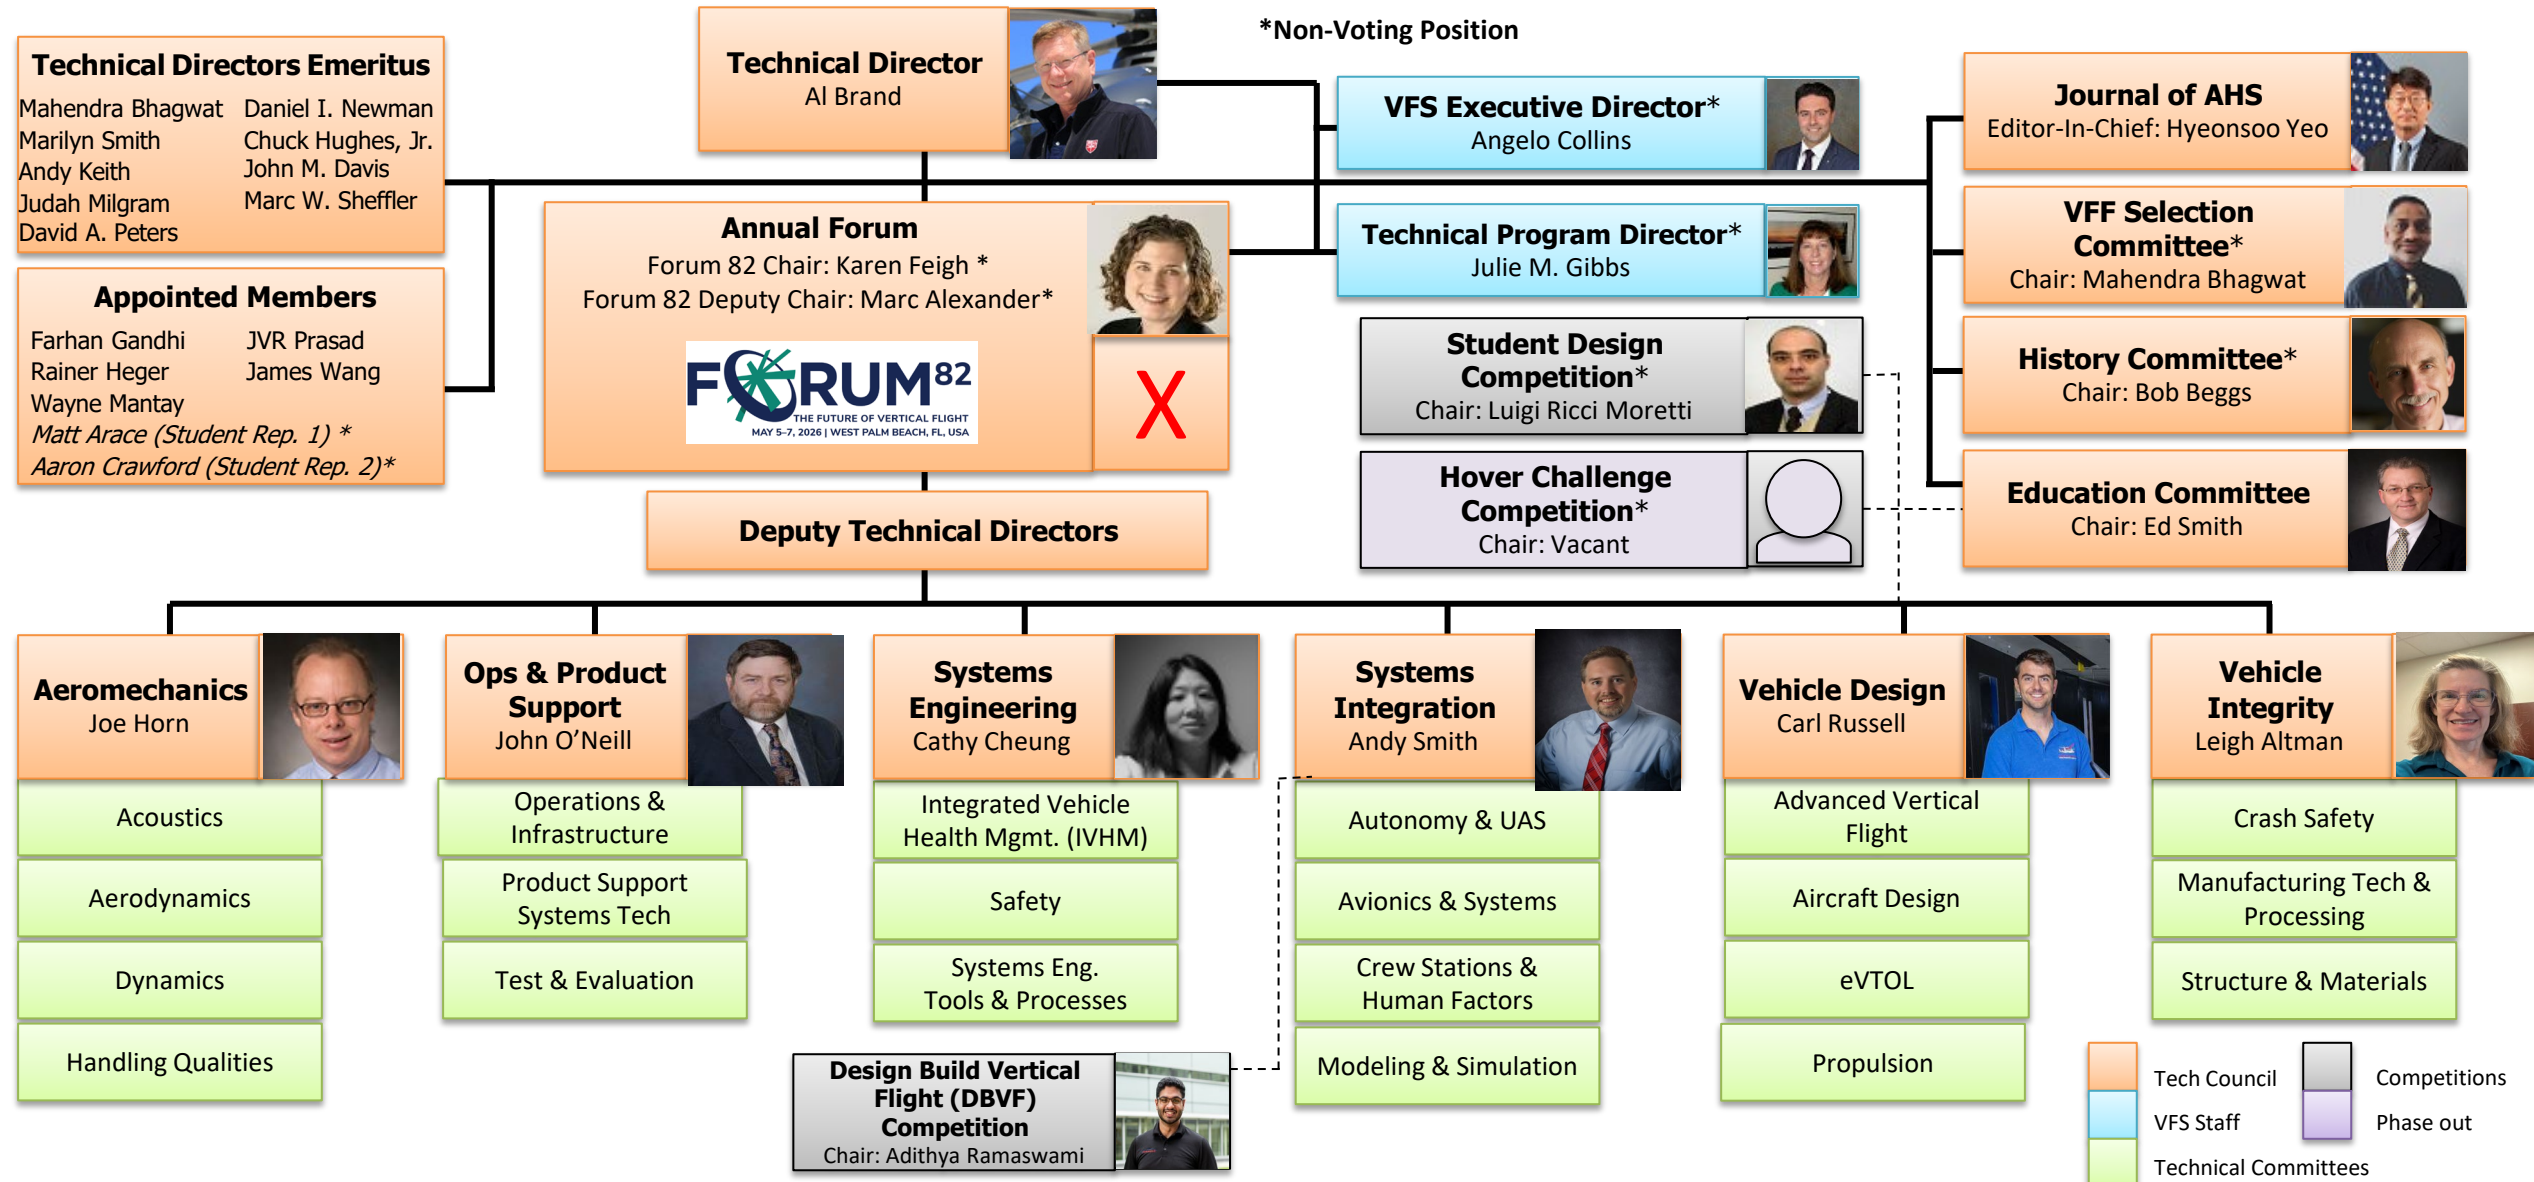 *Non-Voting Position
Technical Directors Emeritus
Mahendra Bhagwat
Marilyn Smith
Andy Keith
Judah Milgram
David A. Peters
Daniel I. Newman
Chuck Hughes, Jr.
John M. Davis
Marc W. Sheffler
Appointed Members
Farhan Gandhi
Rainer Heger
Wayne Mantay
JVR Prasad
James Wang
Matt Arace (Student Rep. 1) *
Aaron Crawford (Student Rep. 2)*
Technical Director
Al Brand
Annual Forum
Forum 82 Chair: Karen Feigh *
Forum 82 Deputy Chair: Marc Alexander*
FORUM 82
THE FUTURE OF VERTICAL FLIGHT
MAY 5–7, 2026 | WEST PALM BEACH, FL, USA
X
VFS Executive Director*
Angelo Collins
Technical Program Director*
Julie M. Gibbs
Student Design
Competition*
Chair: Luigi Ricci Moretti
Hover Challenge
Competition*
Chair: Vacant
Journal of AHS
Editor-In-Chief: Hyeonsoo Yeo
VFF Selection
Committee*
Chair: Mahendra Bhagwat
History Committee*
Chair: Bob Beggs
Education Committee
Chair: Ed Smith
Deputy Technical Directors
Aeromechanics
Joe Horn
Acoustics
Aerodynamics
Dynamics
Handling Qualities
Ops & Product
Support
John O’Neill
Operations &
Infrastructure
Product Support
Systems Tech
Test & Evaluation
Systems
Engineering
Cathy Cheung
Integrated Vehicle
Health Mgmt. (IVHM)
Safety
Systems Eng.
Tools & Processes
Systems
Integration
Andy Smith
Autonomy & UAS
Avionics & Systems
Crew Stations &
Human Factors
Modeling & Simulation
Vehicle Design
Carl Russell
Advanced Vertical
Flight
Aircraft Design
eVTOL
Propulsion
Vehicle
Integrity
Leigh Altman
Crash Safety
Manufacturing Tech &
Processing
Structure & Materials
Design Build Vertical
Flight (DBVF)
Competition
Chair: Adithya Ramaswami
Tech Council
VFS Staff
Technical Committees
Competitions
Phase out